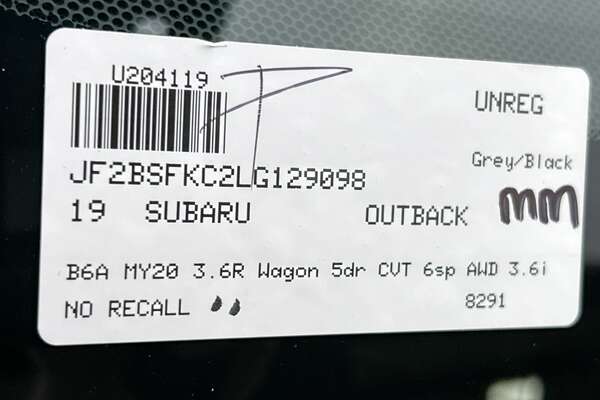 U204119
UNREG
JF2BSFKC2LG129098
Grey/Black
19 SUBARU OUTBACK mm
B6A MY20 3.6R Wagon 5dr CVT 6sp AWD 3.6i
NO RECALL 8291